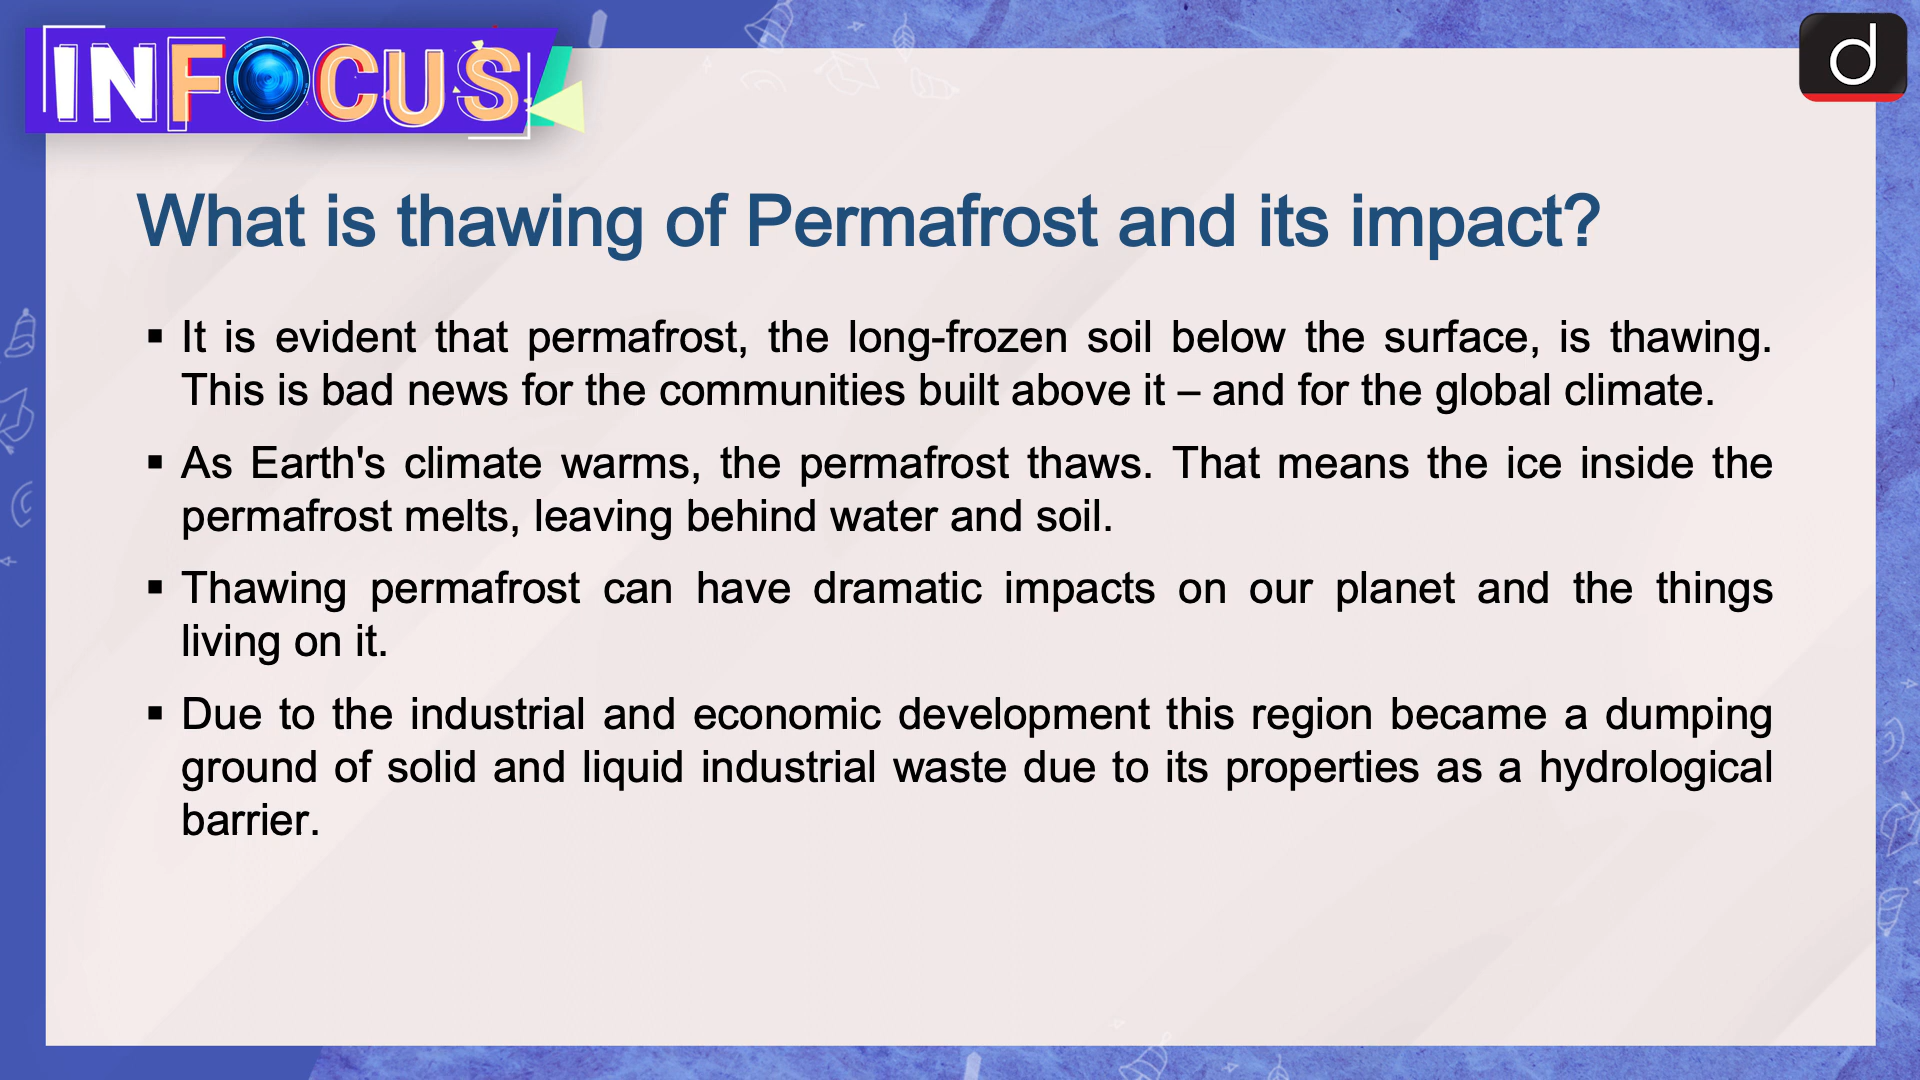 INFOCUS
d
What is thawing of Permafrost and its impact?
▪ It is evident that permafrost, the long-frozen soil below the surface, is thawing.
This is bad news for the communities built above it – and for the global climate.
▪ As Earth's climate warms, the permafrost thaws. That means the ice inside the
permafrost melts, leaving behind water and soil.
▪ Thawing permafrost can have dramatic impacts on our planet and the things
living on it.
▪ Due to the industrial and economic development this region became a dumping
ground of solid and liquid industrial waste due to its properties as a hydrological
barrier.